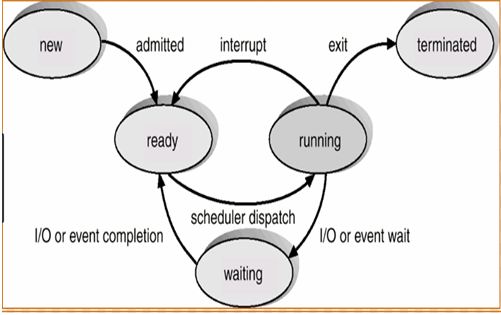 new
admitted
interrupt
exit
terminated
ready
running
scheduler dispatch
I/O or event completion
I/O or event wait
waiting